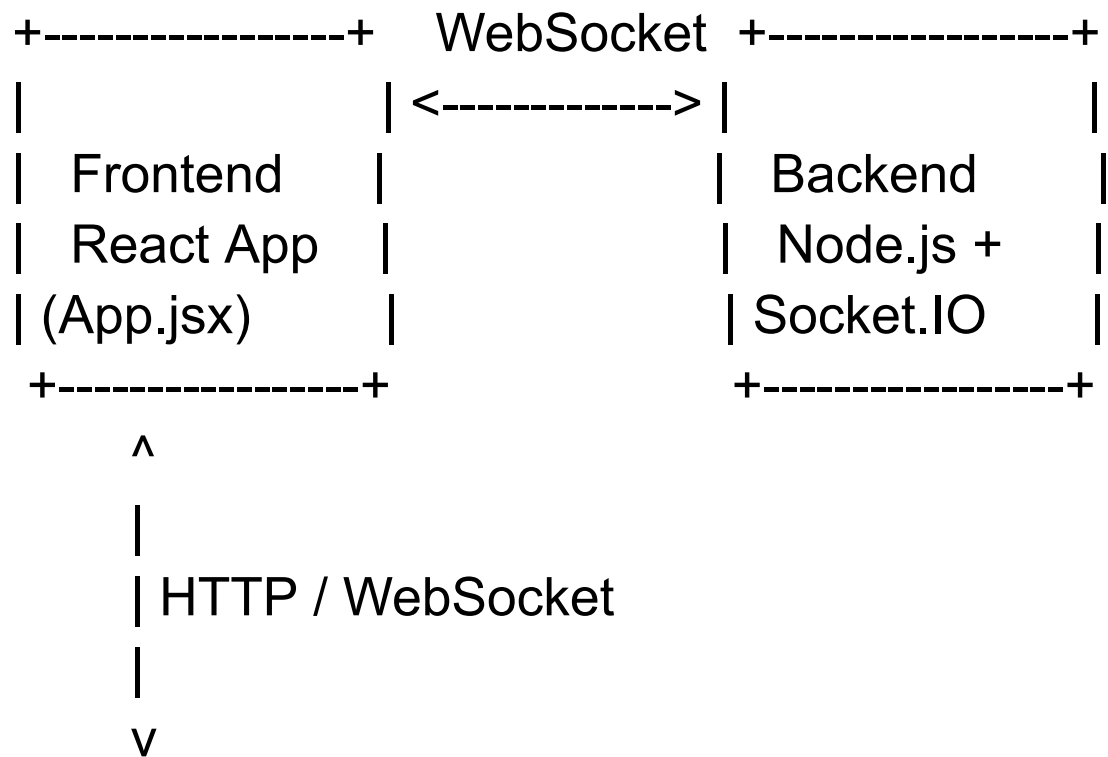 +----------------+    WebSocket  +----------------+
|                        | <-------------> |                        |
|   Frontend      |                      |   Backend        |
|   React App    |                      |   Node.js +      |
| (App.jsx)         |                      | Socket.IO       |
+----------------+                      +----------------+
^
|
| HTTP / WebSocket
|
v